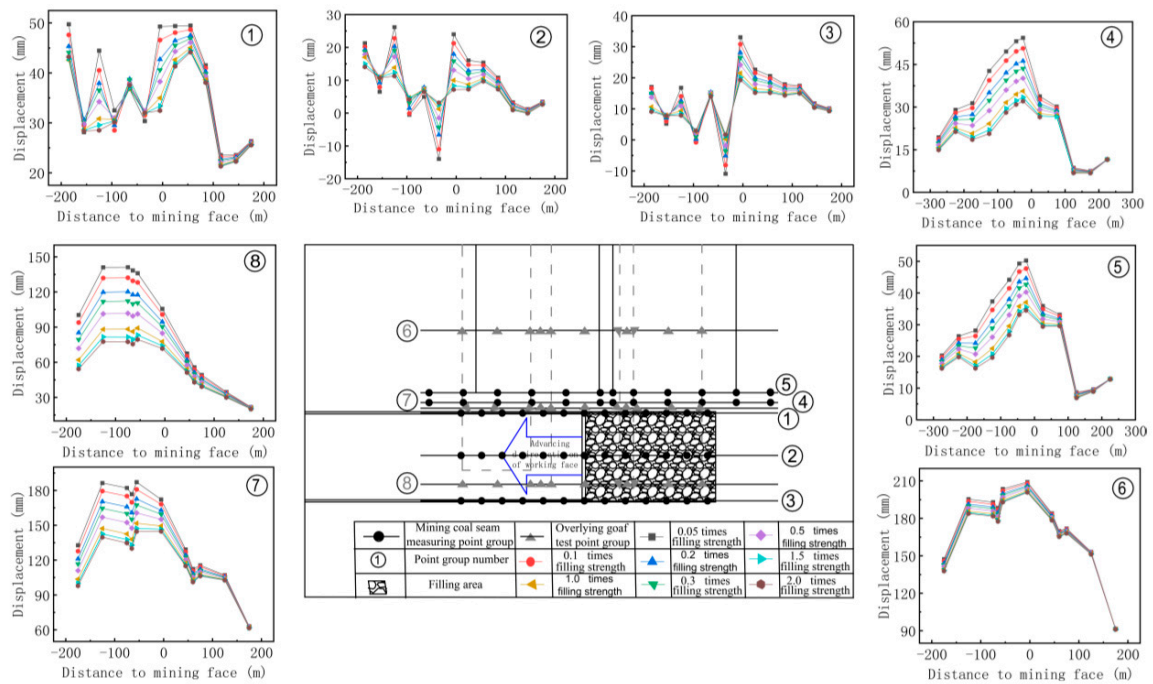 ①
Displacement (mm)
50
40
30
20
-200 -100 0 100 200
Distance to mining face (m)
②
Displacement (mm)
30
20
10
0
-10
-20
-200 -100 0 100 200
Distance to mining face (m)
③
Displacement (mm)
40
30
20
10
0
-10
-200 -100 0 100 200
Distance to mining face (m)
④
Displacement (mm)
60
45
30
15
0
-300 -200 -100 0 100 200 300
Distance to mining face (m)
⑧
Displacement (mm)
150
120
90
60
30
-200 -100 0 100 200
Distance to mining face (m)
⑥
⑤
⑦
④
①
Advancing
of working face
②
⑧
③
Mining coal seam
measuring point group
Overlying goaf
test point group
0.05 times
filling strength
0.5 times
filling strength
① Point group number
0.1 times
filling strength
0.2 times
filling strength
1.5 times
filling strength
Filling area
1.0 times
filling strength
0.3 times
filling strength
2.0 times
filling strength
⑤
Displacement (mm)
50
40
30
20
10
0
-300 -200 -100 0 100 200 300
Distance to mining face (m)
⑦
Displacement (mm)
180
150
120
90
60
-200 -100 0 100 200
Distance to mining face (m)
⑥
Displacement (mm)
210
180
150
120
90
-200 -100 0 100 200
Distance to mining face (m)